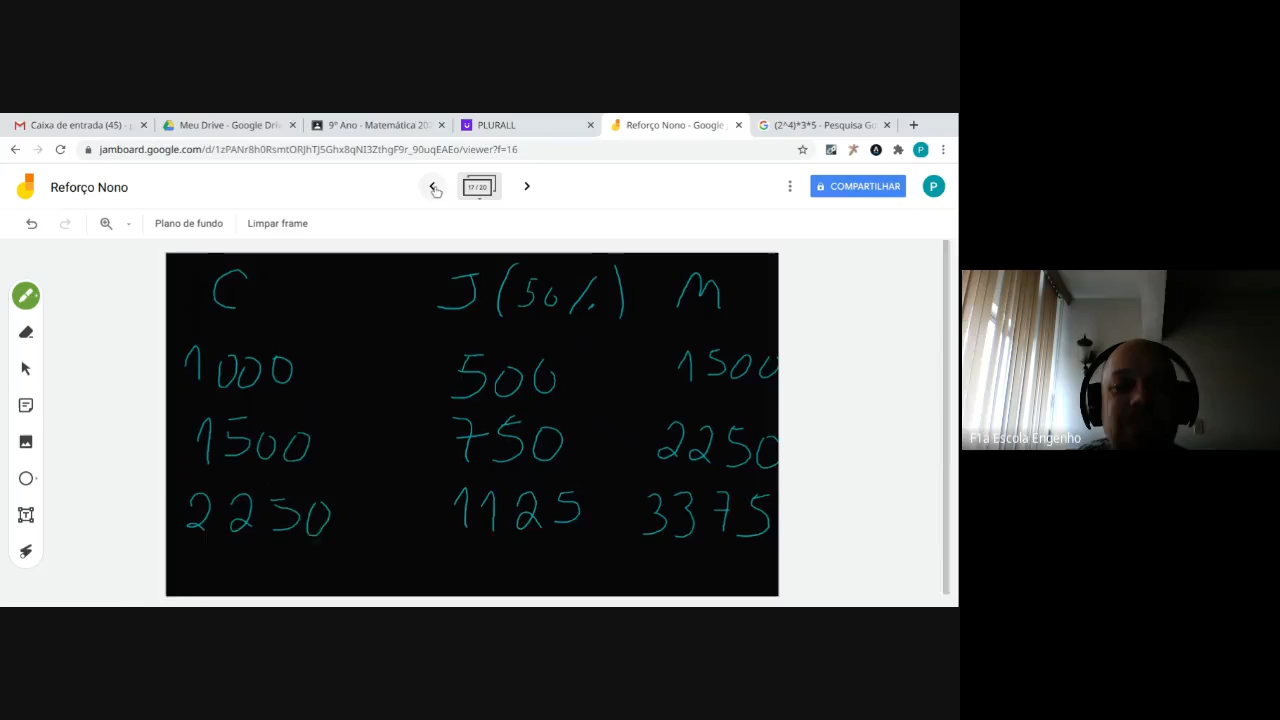 Caixa de entrada (45) - p
Meu Drive - Google Dri
9º Ano - Matemática 202
PLURALL
Reforço Nono - Google
(2^4)*3*5 - Pesquisa Go
jamboard.google.com/d/1zPANr8h0RsmtORJhTJ5Ghx8qNI3ZthgF9r_90uqEAEo/viewer?f=16
Reforço Nono
17 / 20
COMPARTILHAR
P
Plano de fundo
Limpar frame
C J (50%) M
1000 500 1500
1500 750 2250
2250 1125 3375
F1a Escola Engenho